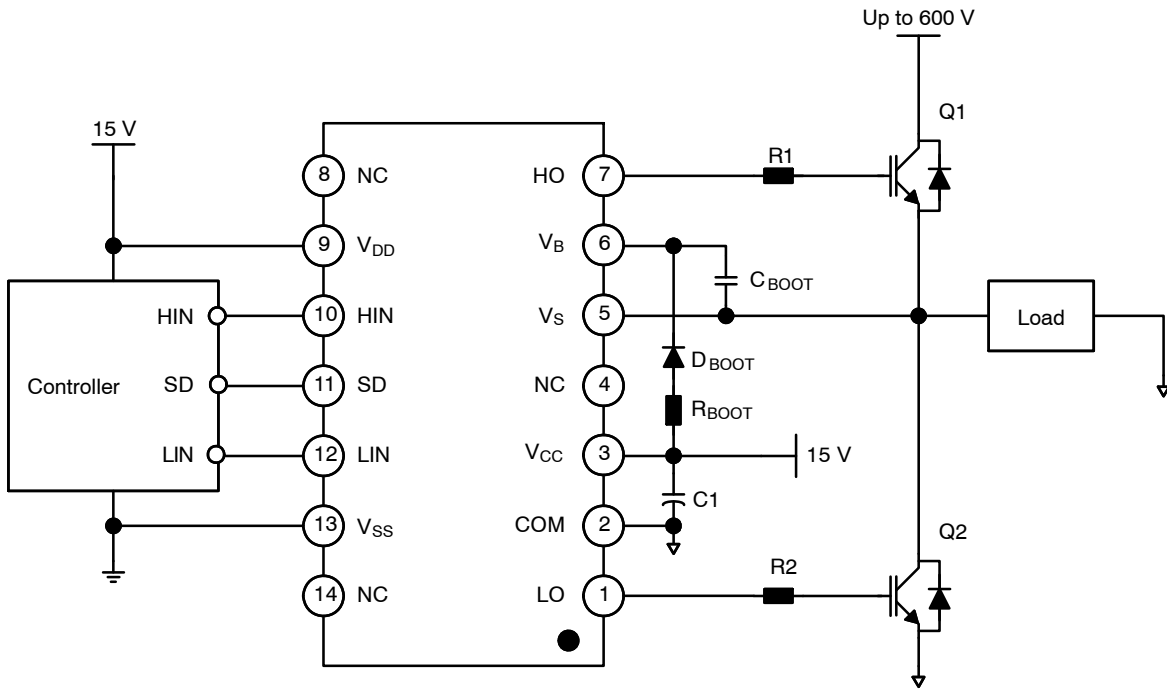 Up to 600 V
15 V
Q1
R1
8 NC HO 7
9 VDD VB 6
CBOOT
HIN 10 HIN VS 5
Load
DBOOT
Controller SD 11 SD NC 4
RBOOT
LIN 12 LIN VCC 3 15 V
C1
13 VSS COM 2
Q2
R2
14 NC LO 1